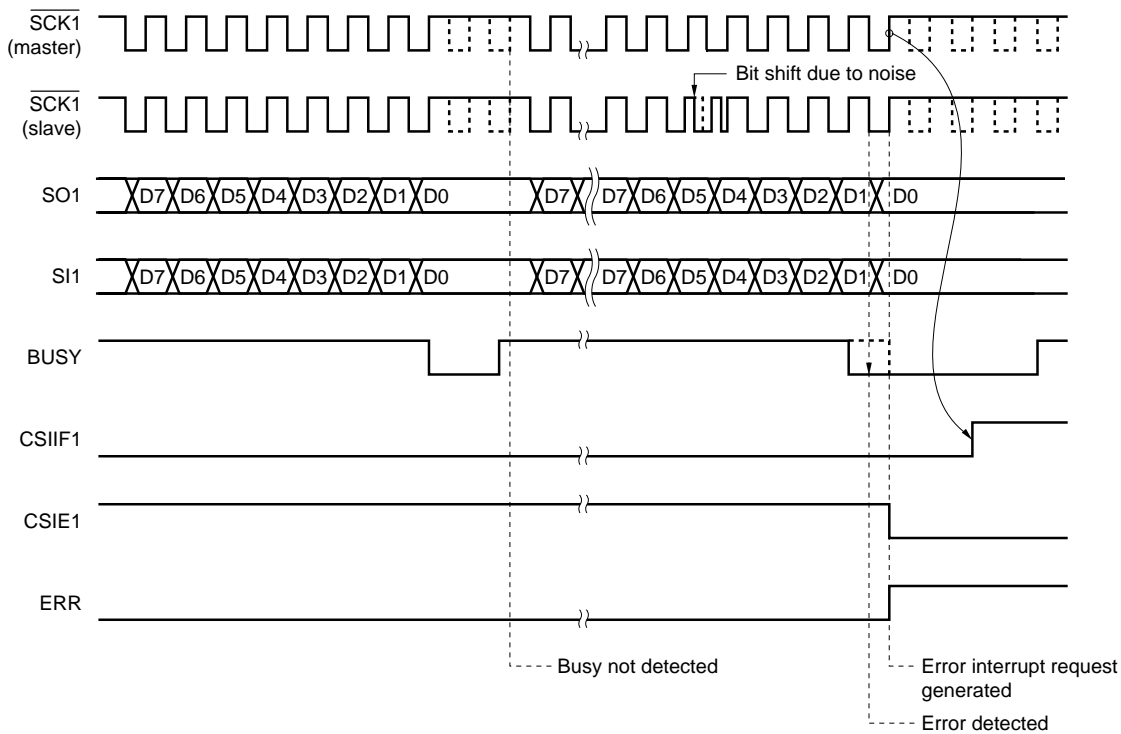 SCK1
(master)
Bit shift due to noise
SCK1
(slave)
SO1 D7 D6 D5 D4 D3 D2 D1 D0 D7 D7 D6 D5 D4 D3 D2 D1 D0
SI1 D7 D6 D5 D4 D3 D2 D1 D0 D7 D7 D6 D5 D4 D3 D2 D1 D0
BUSY
CSIIF1
CSIE1
ERR
Busy not detected
Error interrupt request
generated
Error detected